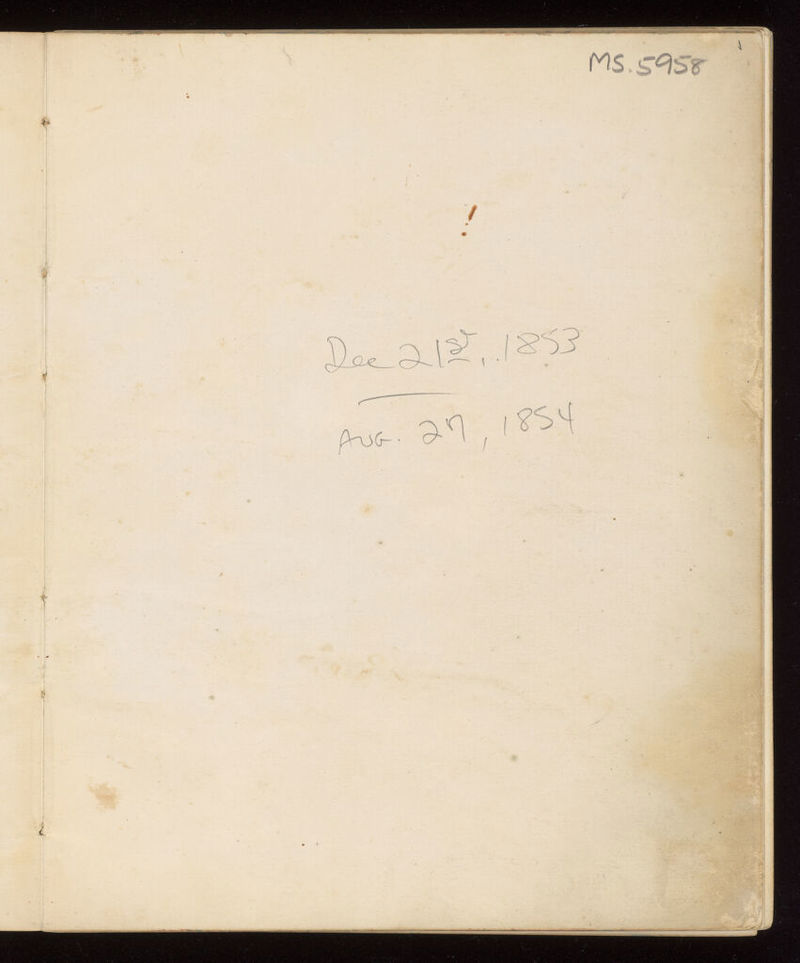 MS. 5958
Dec 21st, 1853
AUG. 27, 1854